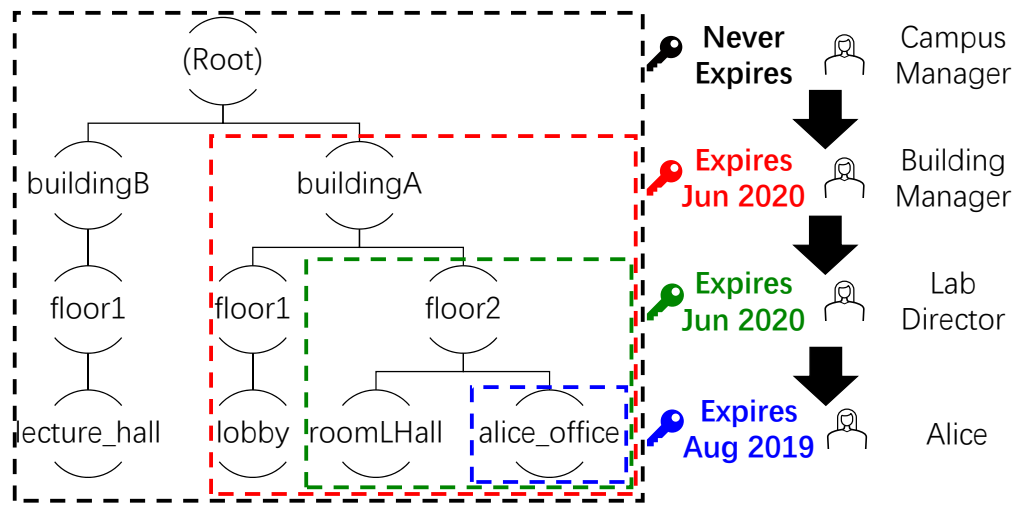 (Root)
buildingB
buildingA
floor1
floor1
floor2
lecture_hall
lobby
roomLHall
alice_office
Never
Expires
Campus
Manager
Expires
Jun 2020
Building
Manager
Expires
Jun 2020
Lab
Director
Expires
Aug 2019
Alice